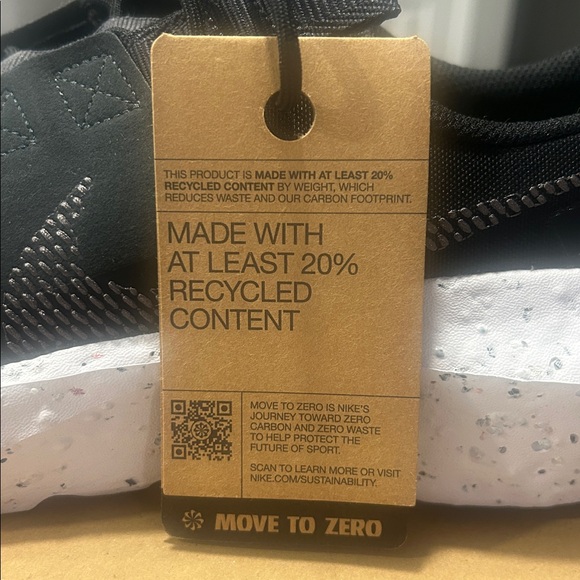 THIS PRODUCT IS MADE WITH AT LEAST 20%
RECYCLED CONTENT BY WEIGHT, WHICH
REDUCES WASTE AND OUR CARBON FOOTPRINT.
MADE WITH
AT LEAST 20%
RECYCLED
CONTENT
MOVE TO ZERO IS NIKE'S
JOURNEY TOWARD ZERO
CARBON AND ZERO WASTE
TO HELP PROTECT THE
FUTURE OF SPORT.
SCAN TO LEARN MORE OR VISIT
NIKE.COM/SUSTAINABILITY.
MOVE TO ZERO